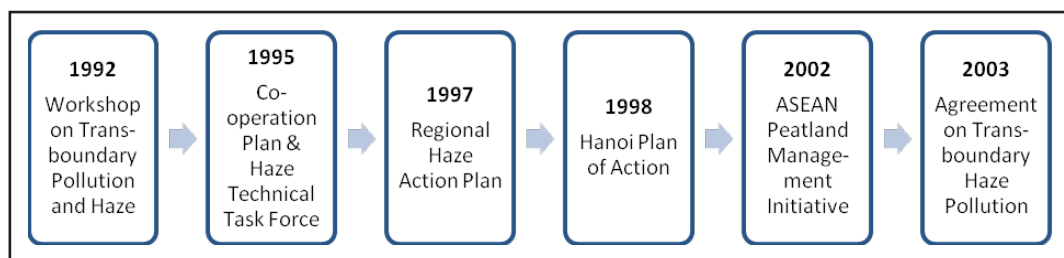 1992
Workshop
on Trans-
boundary
Pollution
and Haze
1995
Co-
operation
Plan &
Haze
Technical
Task Force
1997
Regional
Haze
Action Plan
1998
Hanoi Plan
of Action
2002
ASEAN
Peatland
Manage-
ment
Initiative
2003
Agreement
on Trans-
boundary
Haze
Pollution